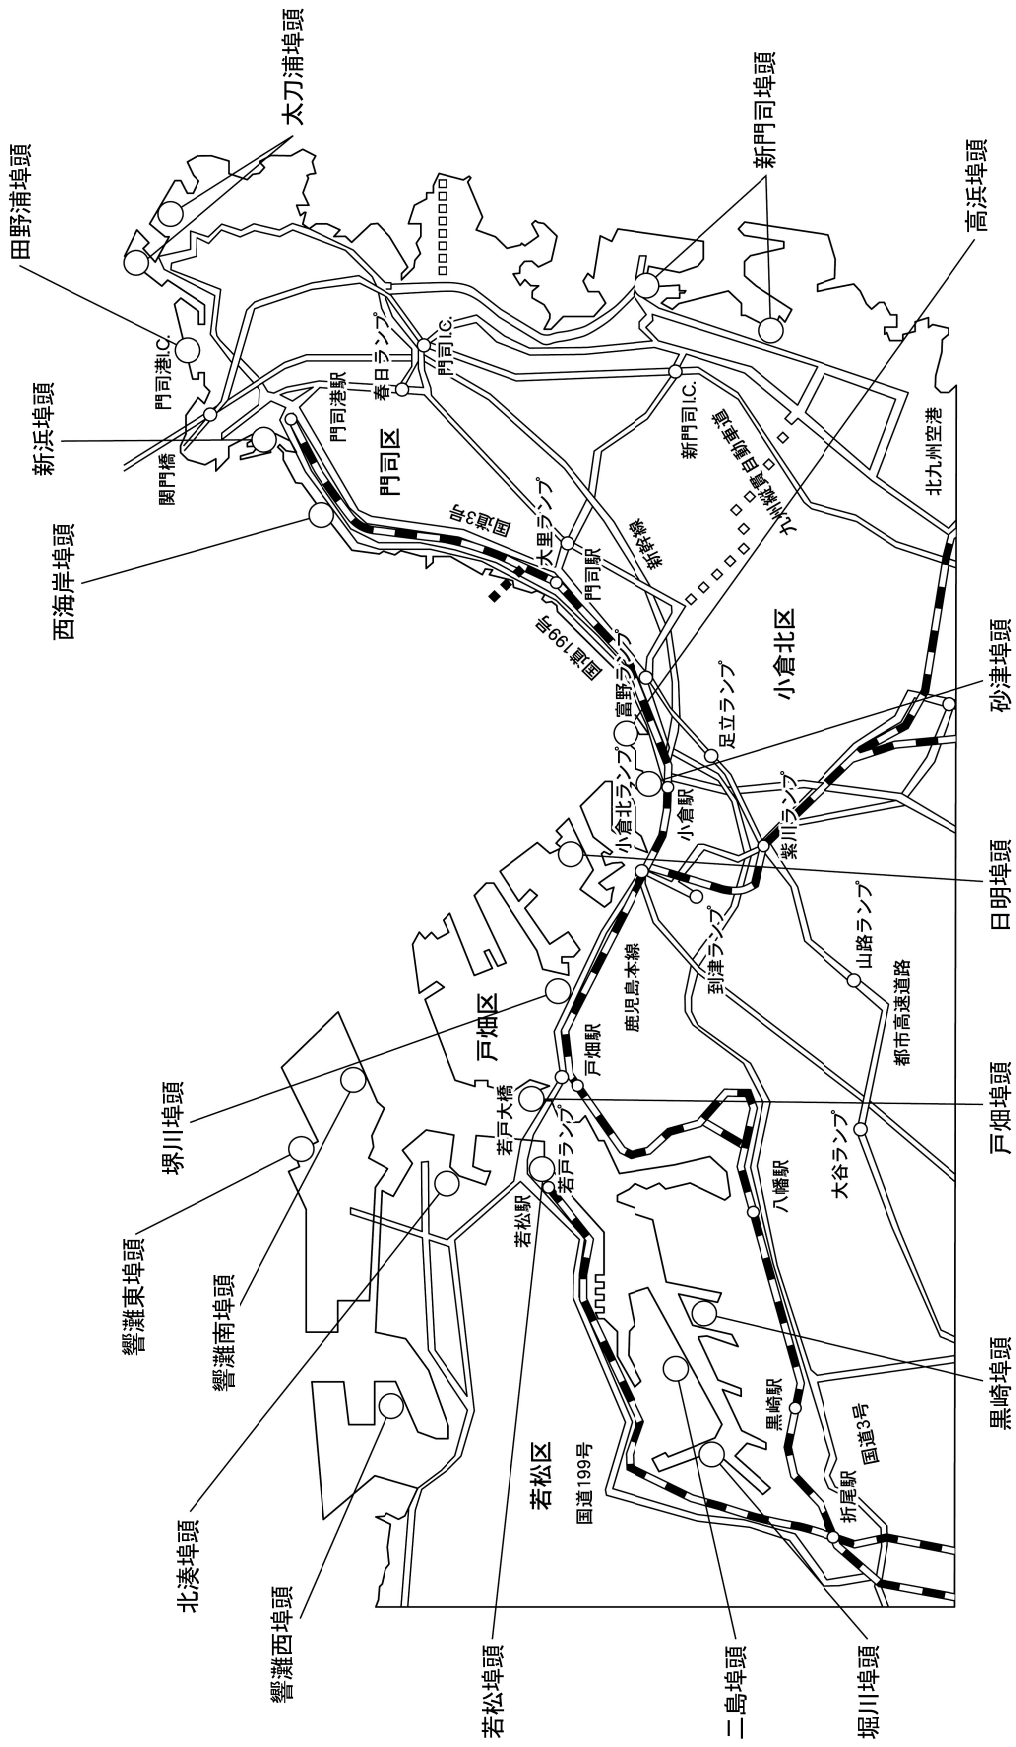 響灘西埠頭
北湊埠頭
響灘南埠頭
響灘東埠頭
堺川埠頭
西海岸埠頭
新浜埠頭
田野浦埠頭
太刀浦埠頭
関門橋
門司港I.C.
門司港駅
春日ランプ
門司I.C.
門司区
国道3号
大里ランプ
門司駅
国道199号
新幹線
新門司I.C.
九州縦貫自動車道
北九州空港
新門司埠頭
富野ランプ
小倉北ランプ
小倉駅
足立ランプ
小倉北区
紫川ランプ
到津ランプ
山路ランプ
都市高速道路
鹿児島本線
戸畑区
戸畑駅
若戸大橋
若戸ランプ
若松駅
八幡駅
大谷ランプ
若松区
国道199号
黒崎駅
国道3号
折尾駅
若松埠頭
二島埠頭
堀川埠頭
黒崎埠頭
戸畑埠頭
日明埠頭
砂津埠頭
高浜埠頭